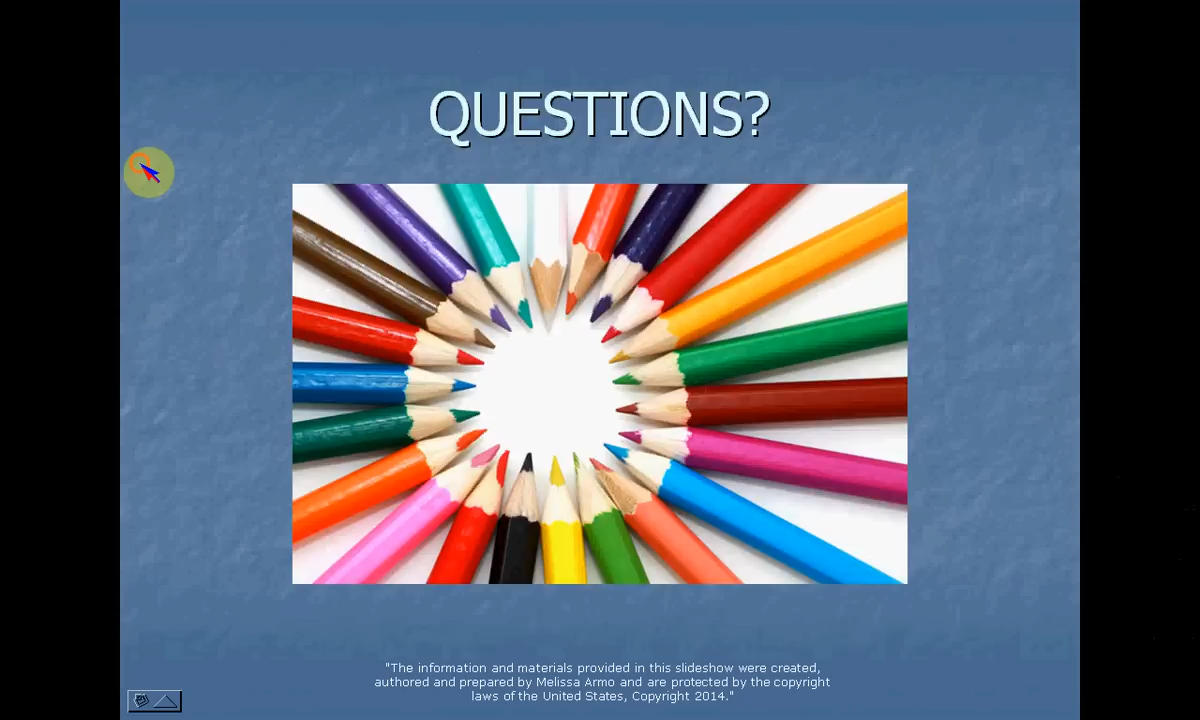 QUESTIONS?
"The information and materials provided in this slideshow were created,
authored and prepared by Melissa Armo and are protected by the copyright
laws of the United States, Copyright 2014."